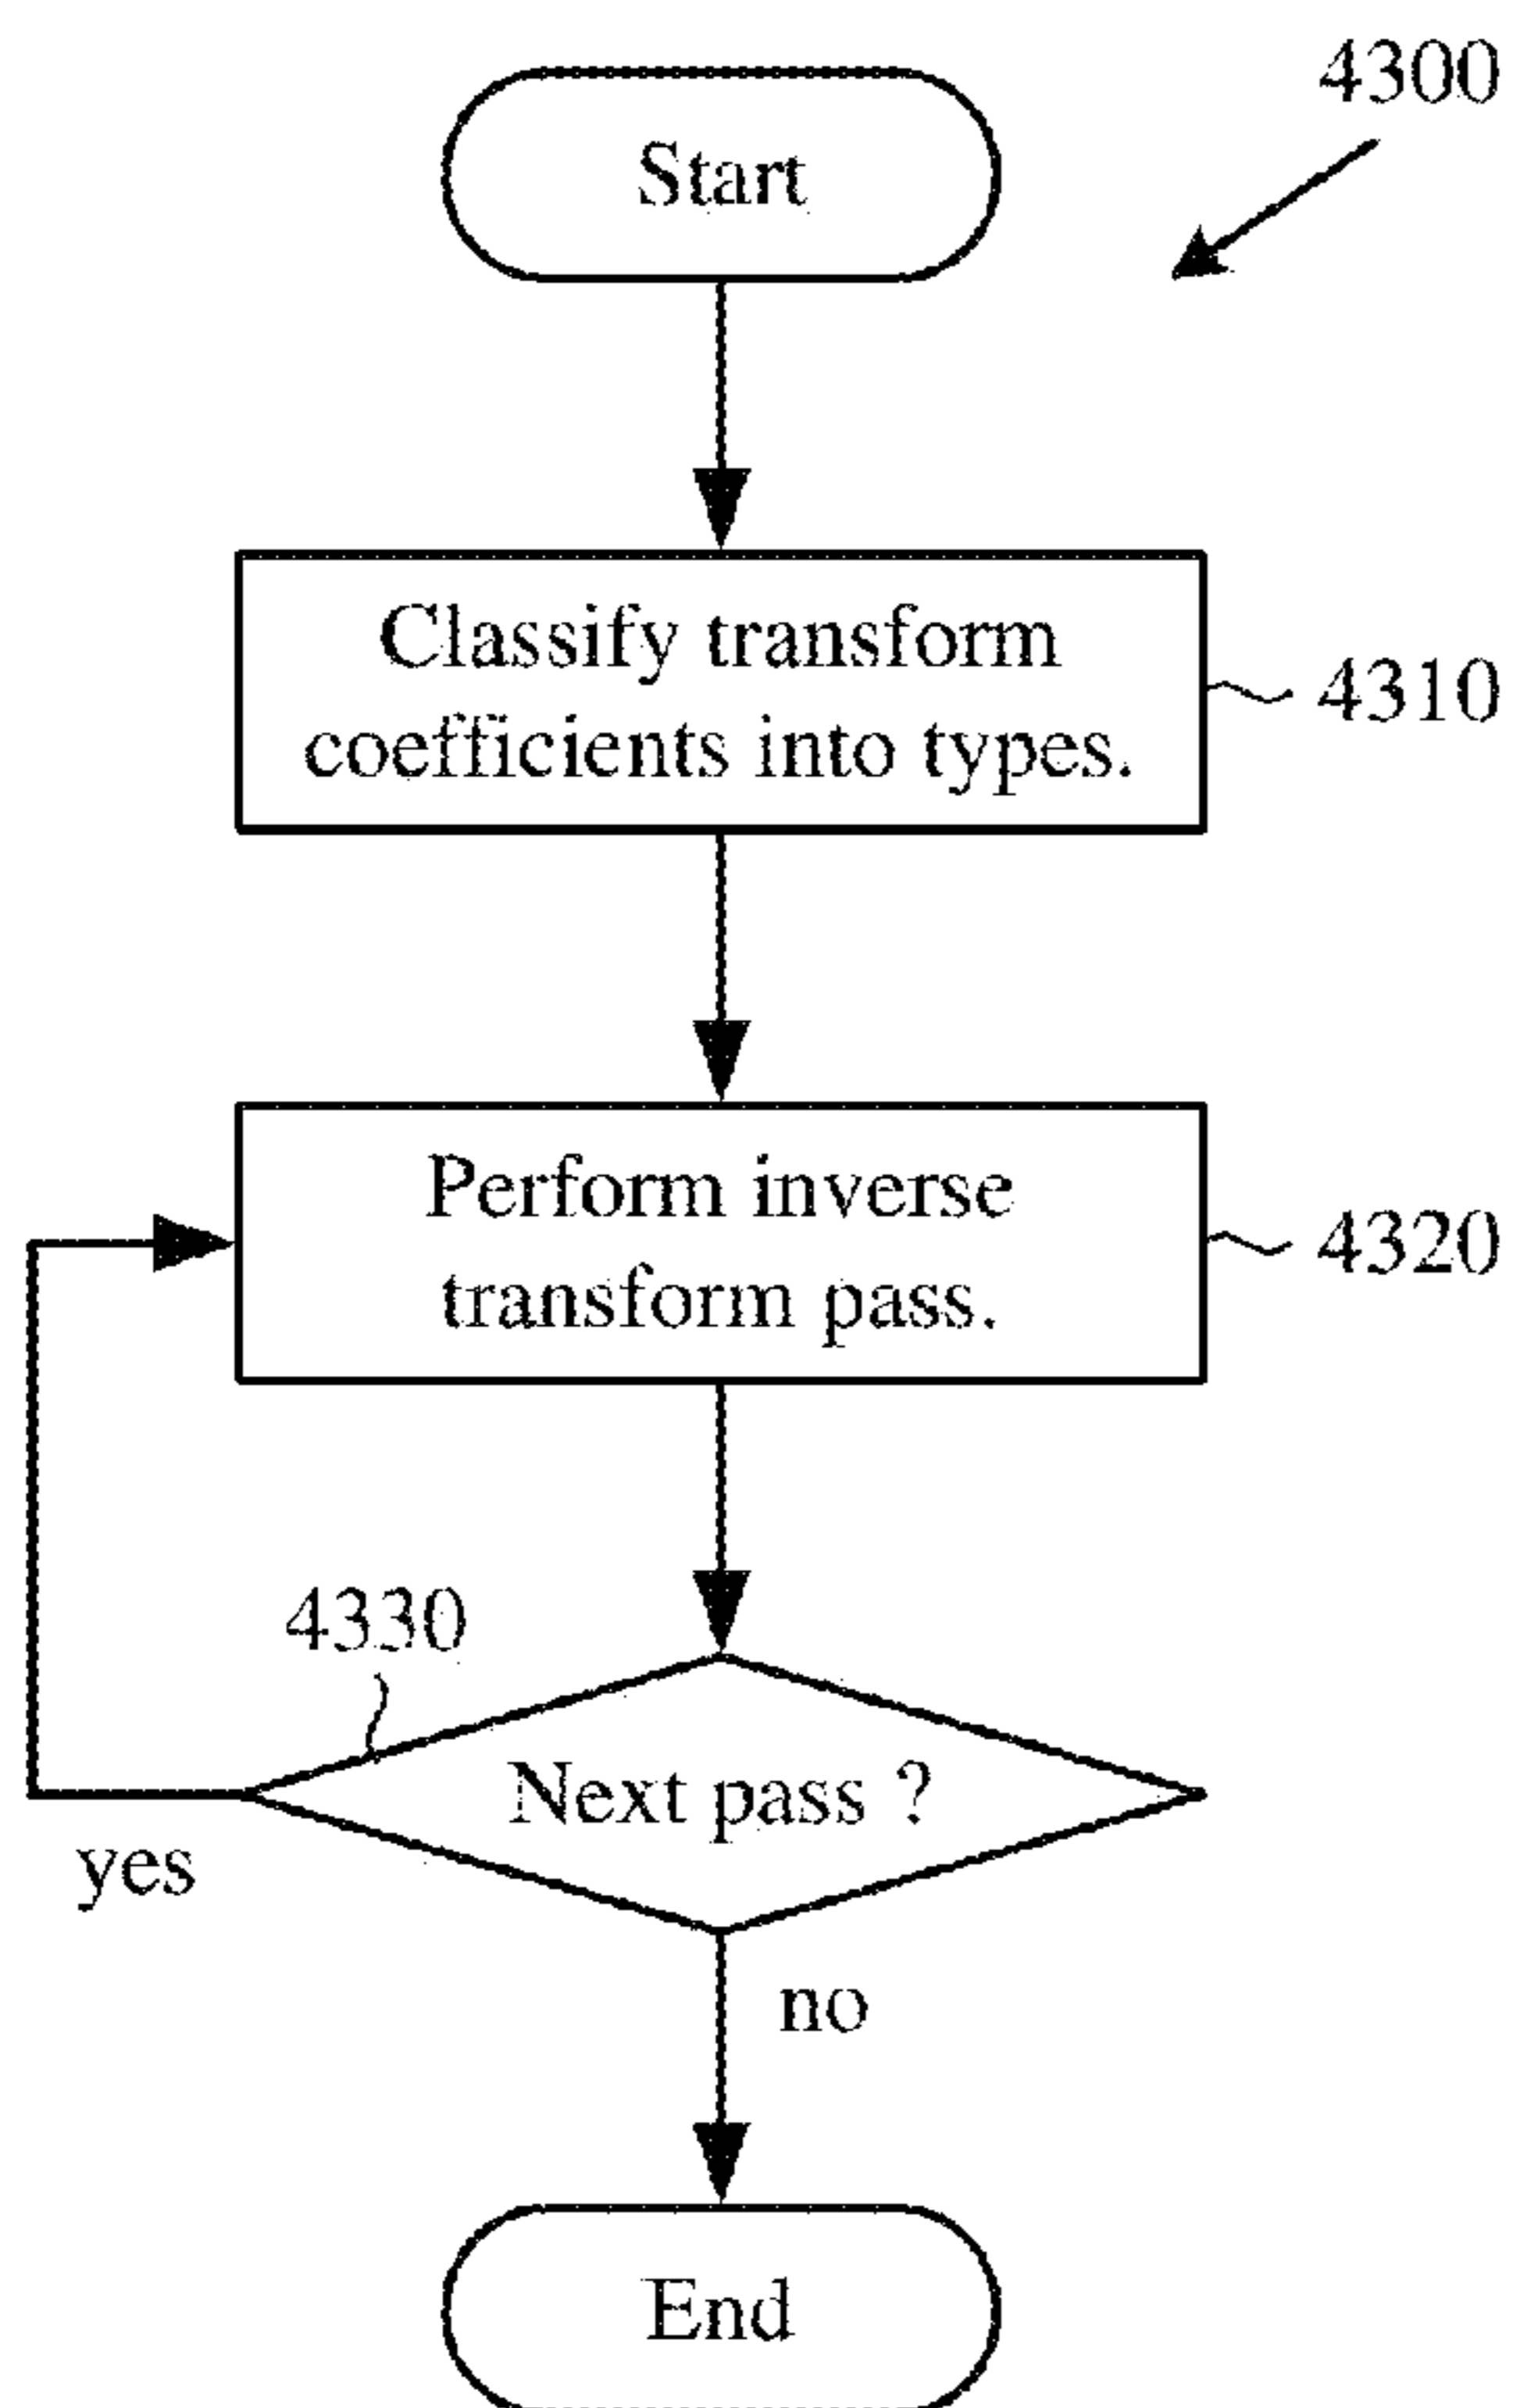 4300
Start
Classify transform
coefficients into types.
4310
Perform inverse
transform pass.
4320
4330
Next pass ?
yes
no
End